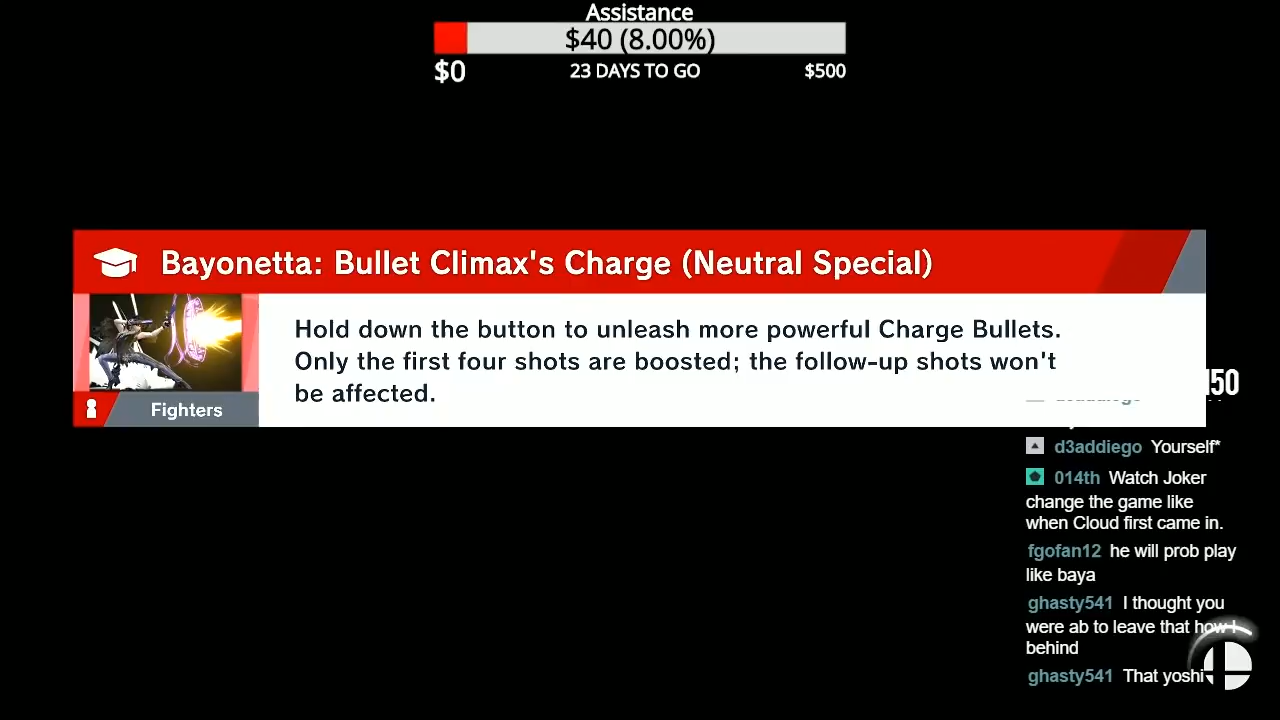 Assistance
$40 (8.00%)
$0 23 DAYS TO GO $500
Bayonetta: Bullet Climax's Charge (Neutral Special)
Hold down the button to unleash more powerful Charge Bullets.
Only the first four shots are boosted; the follow-up shots won't
be affected.
Fighters
150
d3addiego Yourself*
014th Watch Joker
change the game like
when Cloud first came in.
fgofan12 he will prob play
like baya
ghasty541 I thought you
were ab to leave that how I
behind
ghasty541 That yoshi